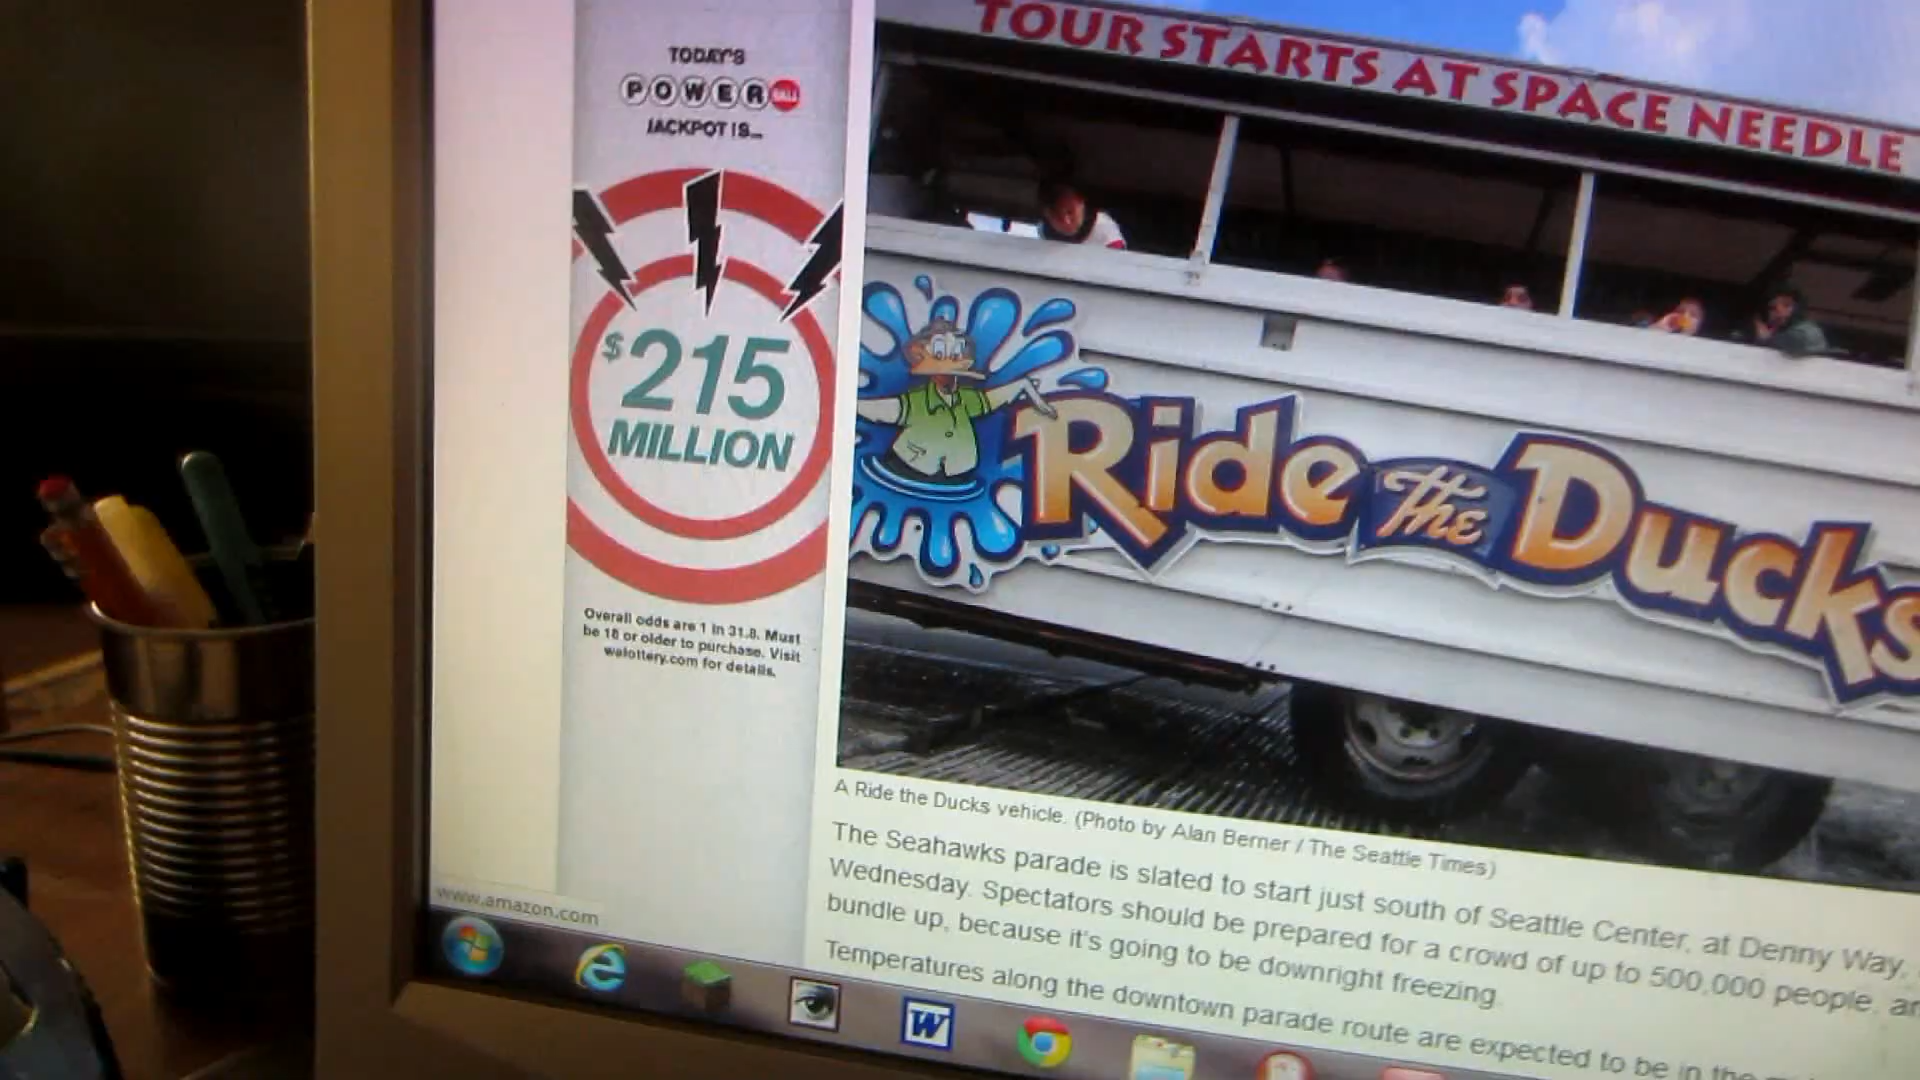 TODAY'S
POWERBALL
JACKPOT IS...
$215
MILLION
Overall odds are 1 in 31.8. Must
be 18 or older to purchase. Visit
walottery.com for details.
TOUR STARTS AT SPACE NEEDLE
Ride the Ducks
A Ride the Ducks vehicle. (Photo by Alan Berner / The Seattle Times)
The Seahawks parade is slated to start just south of Seattle Center, at Denny Way,
Wednesday. Spectators should be prepared for a crowd of up to 500,000 people,
bundle up, because it's going to be downright freezing.
Temperatures along the downtown parade route are expected to be in the
www.amazon.com
W